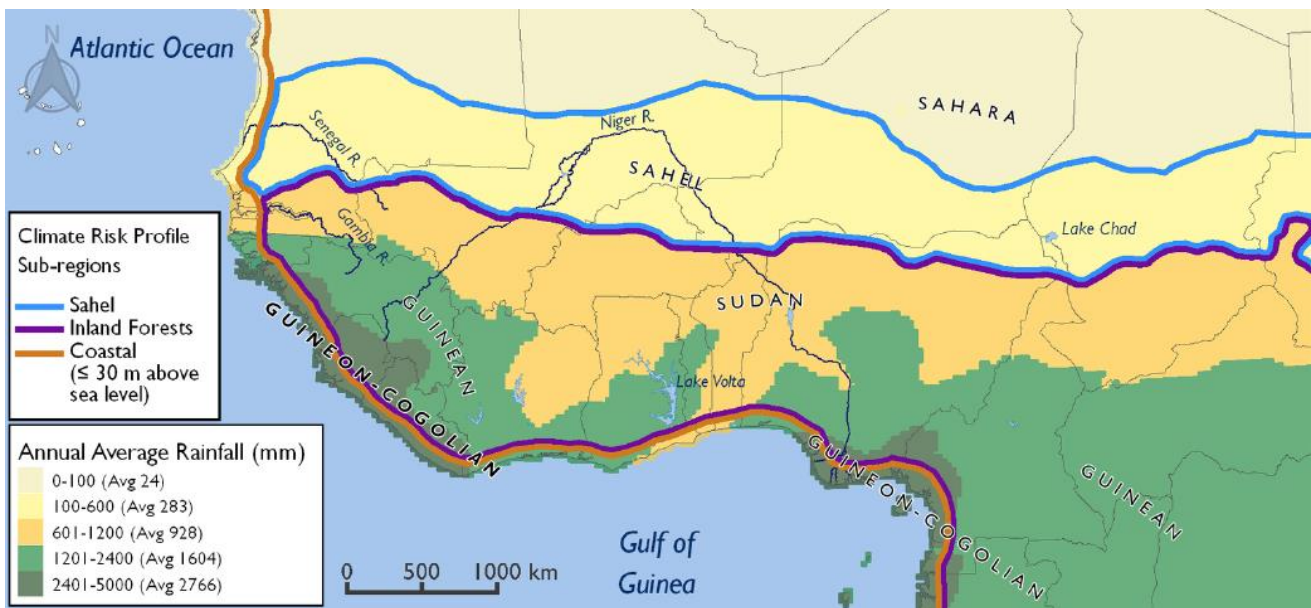 N
Atlantic Ocean
SAHARA
Senegal R.
Niger R.
SAHEL
Gambia R.
Lake Chad
SUDAN
GUINEAN
GUINEON-COGOLIAN
Lake Volta
GUINEON-COGOLIAN
GUINEAN
Gulf of
Guinea
0 500 1000 km
Climate Risk Profile
Sub-regions
Sahel
Inland Forests
Coastal
(≤ 30 m above
sea level)
Annual Average Rainfall (mm)
0-100 (Avg 24)
100-600 (Avg 283)
601-1200 (Avg 928)
1201-2400 (Avg 1604)
2401-5000 (Avg 2766)